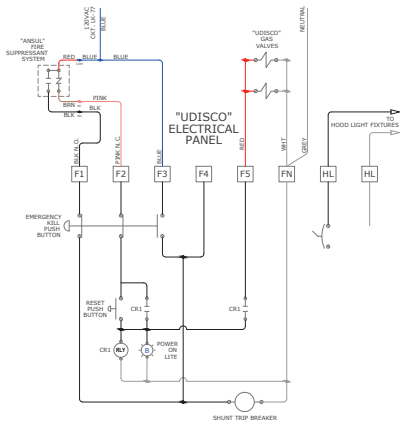 120VAC
CKT. LK-77
BLUE
NEUTRAL
"ANSUL"
FIRE
SUPPRESSANT
SYSTEM
RED
BLUE
BLUE
"UDISCO"
GAS
VALVES
PINK
BRN
BLK
BLK
"UDISCO"
ELECTRICAL
PANEL
TO
HOOD LIGHT FIXTURES
BLK N.O.
PINK N.C.
BLUE
RED
WHT
GREY
F1
F2
F3
F4
F5
FN
HL
HL
EMERGENCY
KILL
PUSH
BUTTON
RESET
PUSH
BUTTON
CR1
CR1
CR1
RLY
B
POWER
ON
LITE
SHUNT TRIP BREAKER